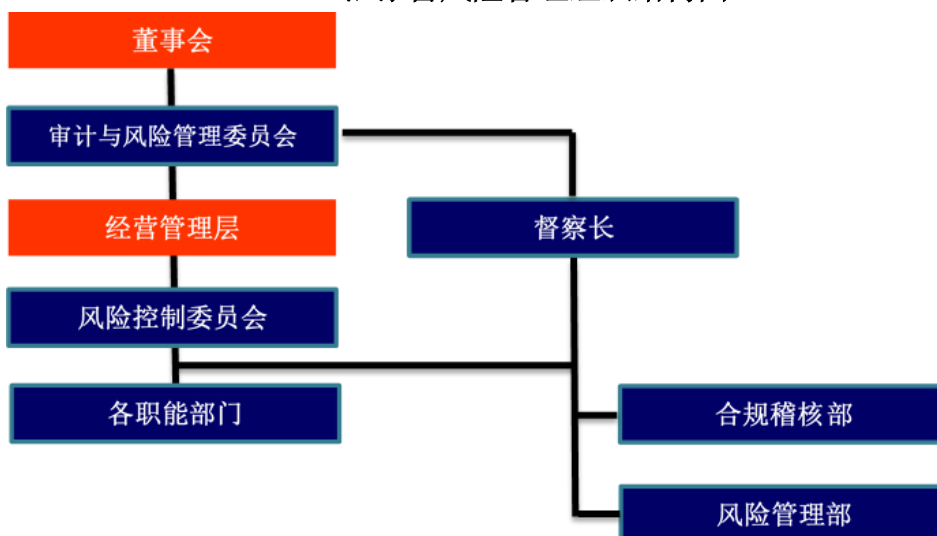 董事会
审计与风险管理委员会
经营管理层
督察长
风险控制委员会
各职能部门
合规稽核部
风险管理部